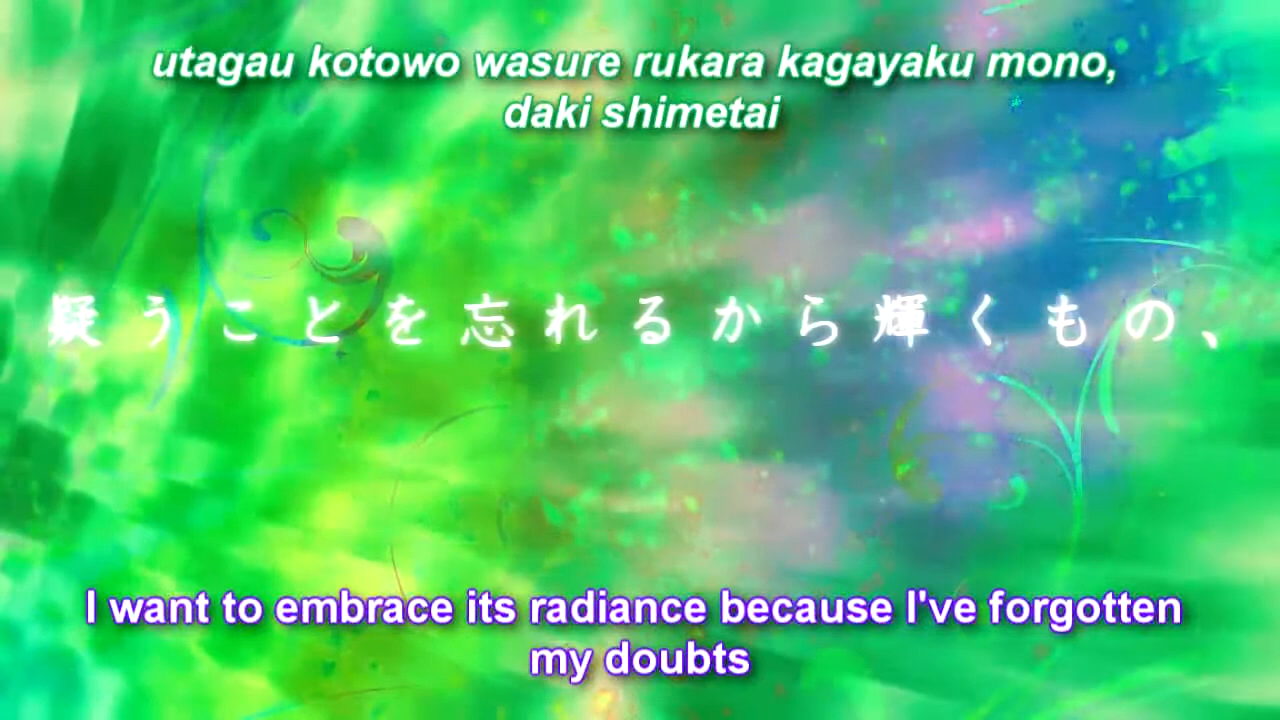 utagau kotowo wasure rukara kagayaku mono,
daki shimetai
疑うことを忘れるから輝くもの、
I want to embrace its radiance because I've forgotten
my doubts